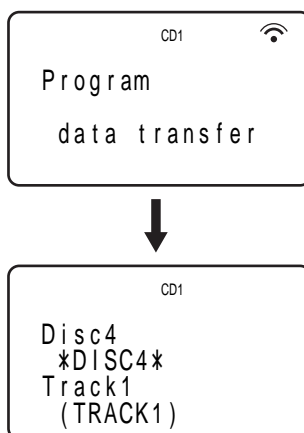 CD1
Program
data transfer
CD1
Disc4
*DISC4*
Track1
(TRACK1)